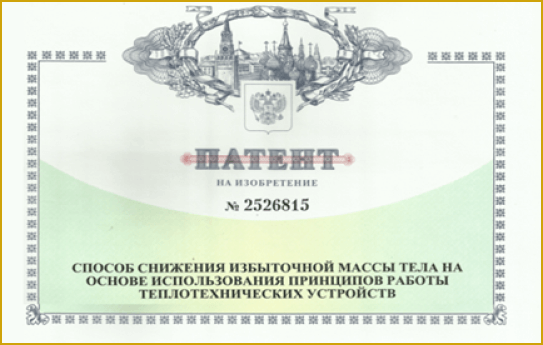 ПАТЕНТ
НА ИЗОБРЕТЕНИЕ
№ 2526815
СПОСОБ СНИЖЕНИЯ ИЗБЫТОЧНОЙ МАССЫ ТЕЛА НА
ОСНОВЕ ИСПОЛЬЗОВАНИЯ ПРИНЦИПОВ РАБОТЫ
ТЕПЛОТЕХНИЧЕСКИХ УСТРОЙСТВ